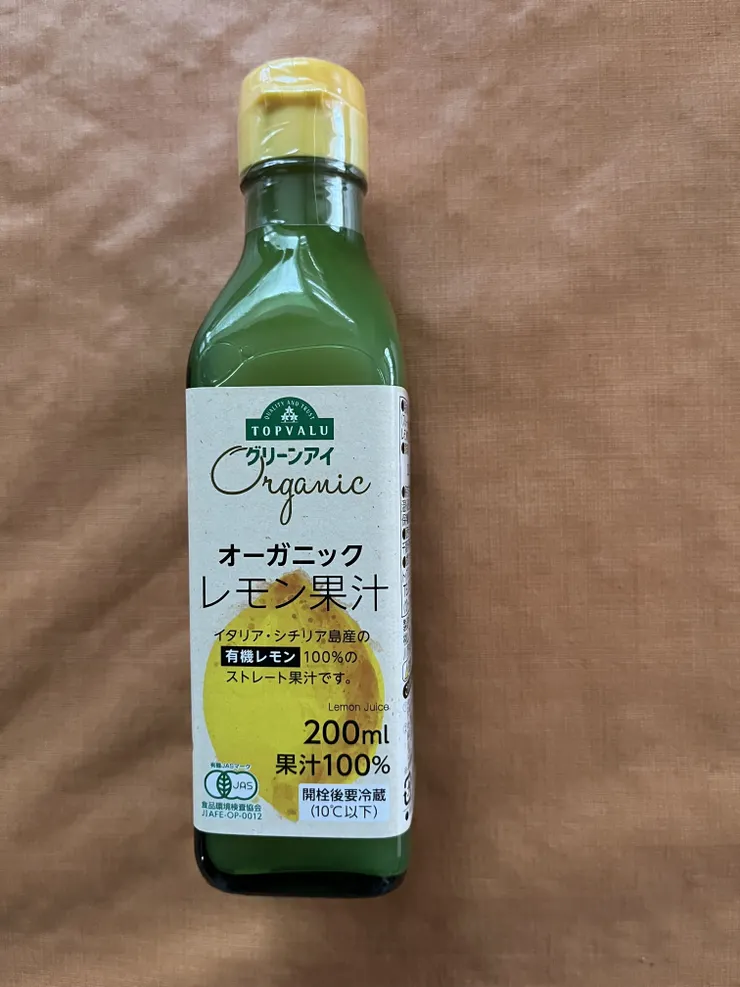 QUALITY AND TRUST
TOPVALU
グリーンアイ
Organic
オーガニック
レモン果汁
イタリア・シチリア島産の
有機レモン 100%の
ストレート果汁です。
Lemon Juice
200ml
果汁100%
開栓後要冷蔵
(10℃以下)
有機JASマーク
JAS
食品環境検査協会
JIAFE-OP-0012